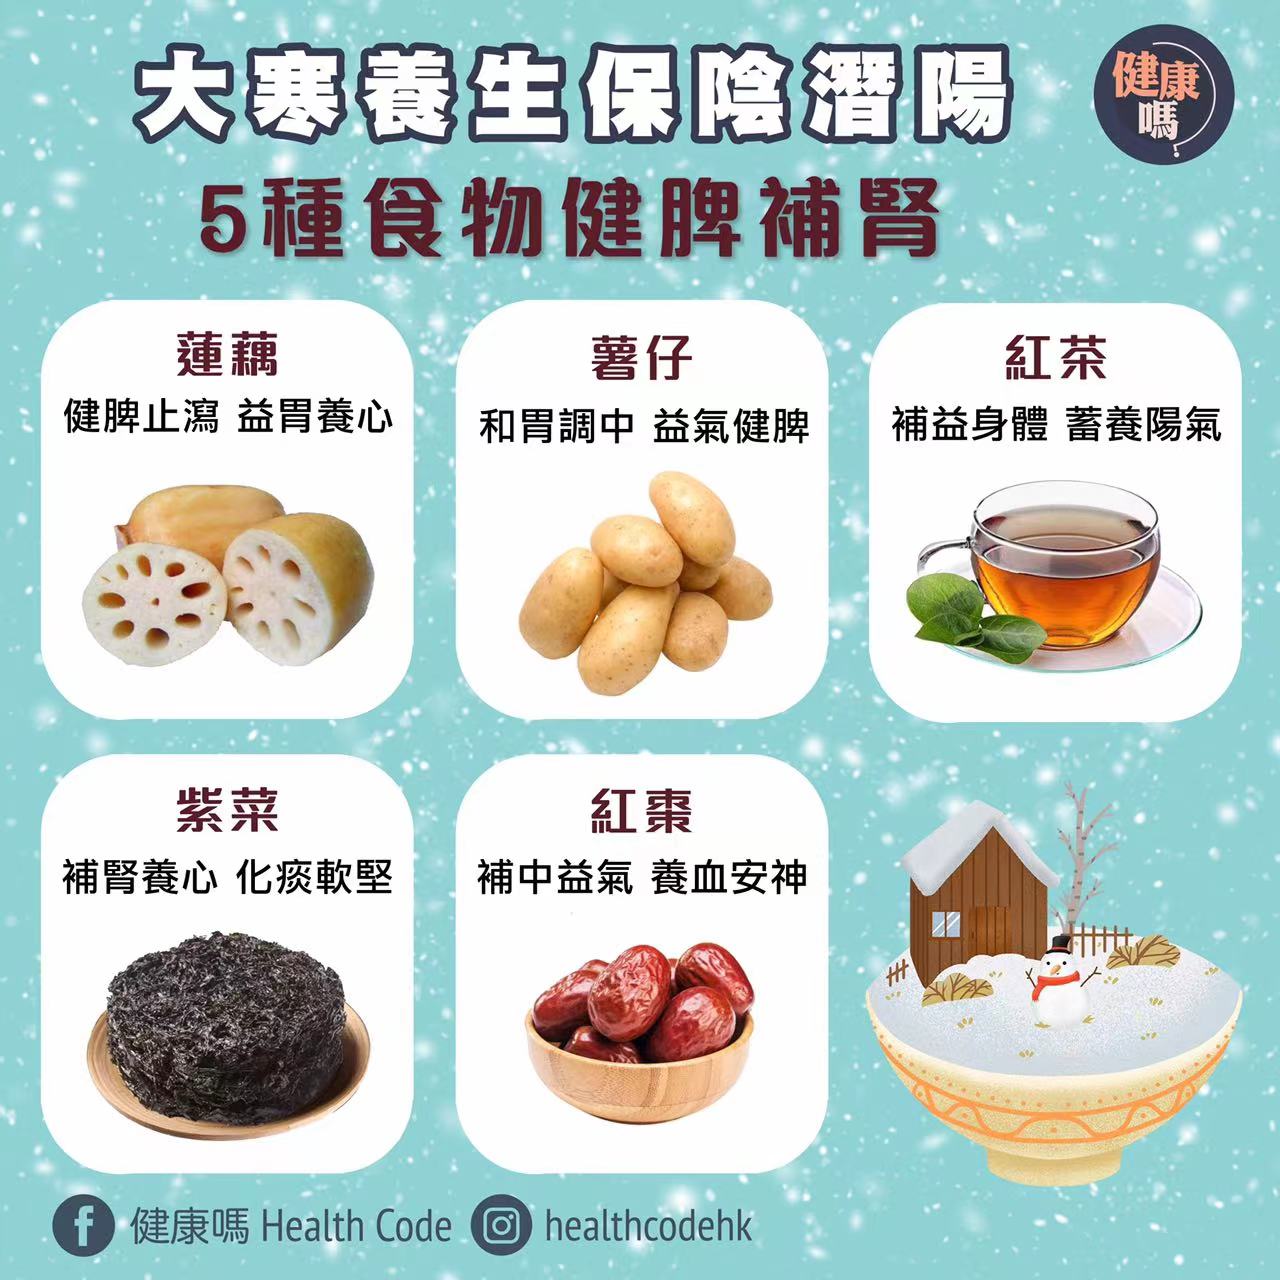 大寒養生保陰潛陽
健康
嗎?
5種食物健脾補腎
蓮藕
健脾止瀉 益胃養心
薯仔
和胃調中 益氣健脾
紅茶
補益身體 蓄養陽氣
紫菜
補腎養心 化痰軟堅
紅棗
補中益氣 養血安神
健康嗎 Health Code
healthcodehk